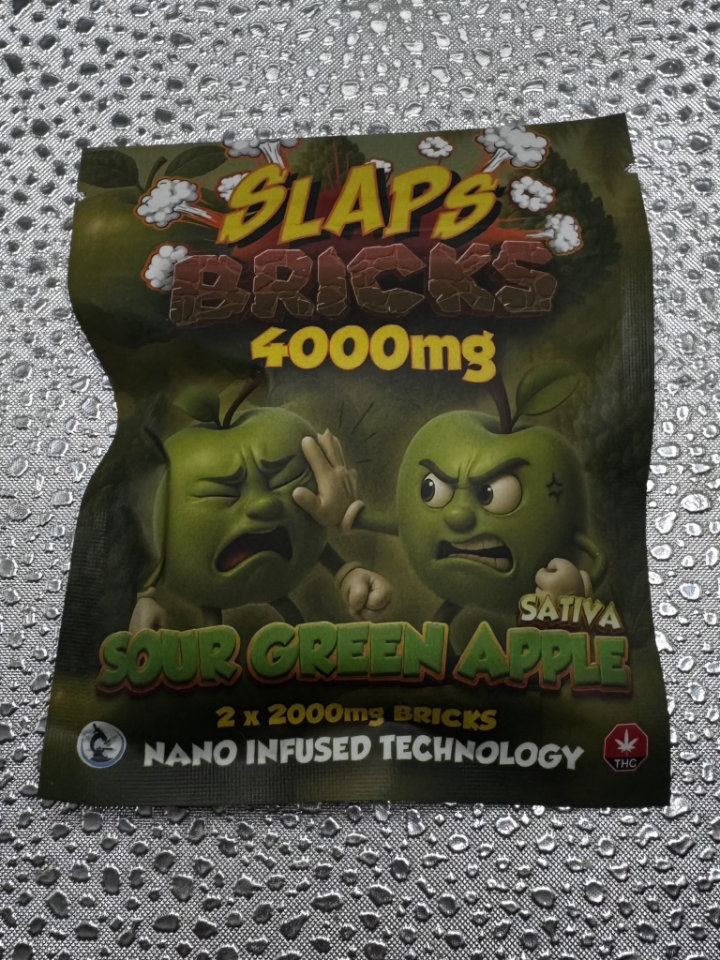 SLAPS
BRICKS
4000mg
SATIVA
SOUR GREEN APPLE
2 x 2000mg BRICKS
NANO INFUSED TECHNOLOGY
THC